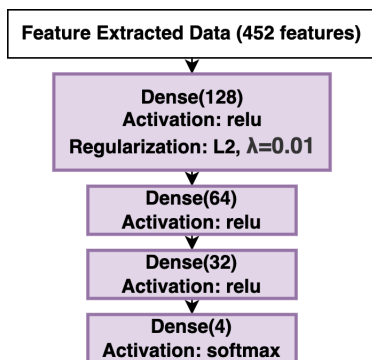 Feature Extracted Data (452 features)
Dense(128)
Activation: relu
Regularization: L2, λ=0.01
Dense(64)
Activation: relu
Dense(32)
Activation: relu
Dense(4)
Activation: softmax